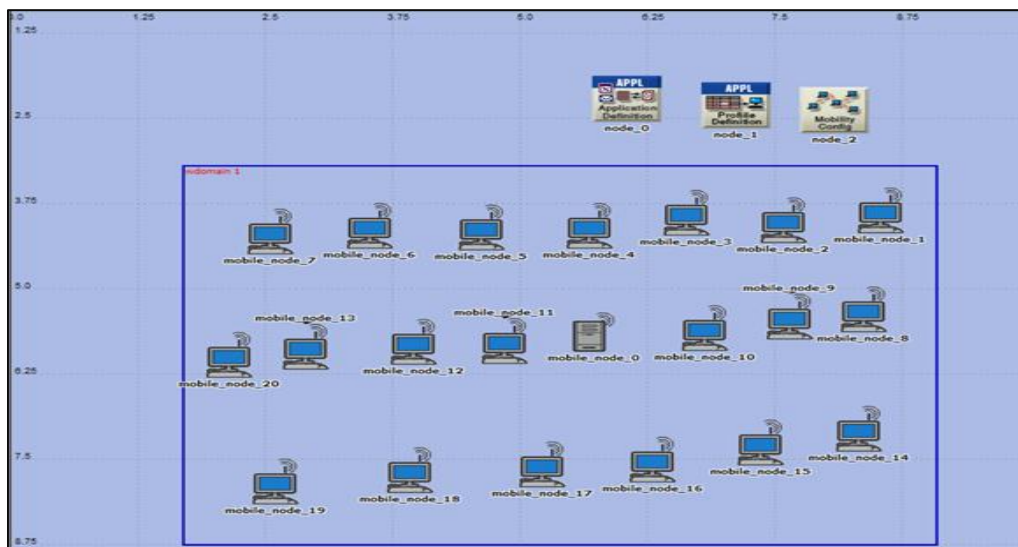 0.0 1.25 2.5 3.75 5.0 6.25 7.5 8.75
1.25
APPL
Application
Definition
node_0
APPL
Profile
Definition
node_1
Mobility
Config
node_2
2.5
wdomain 1
3.75
mobile_node_7
mobile_node_6
mobile_node_5
mobile_node_4
mobile_node_3
mobile_node_2
mobile_node_1
5.0
mobile_node_20
mobile_node_13
mobile_node_12
mobile_node_11
mobile_node_0
mobile_node_10
mobile_node_9
mobile_node_8
6.25
7.5
mobile_node_19
mobile_node_18
mobile_node_17
mobile_node_16
mobile_node_15
mobile_node_14
8.75